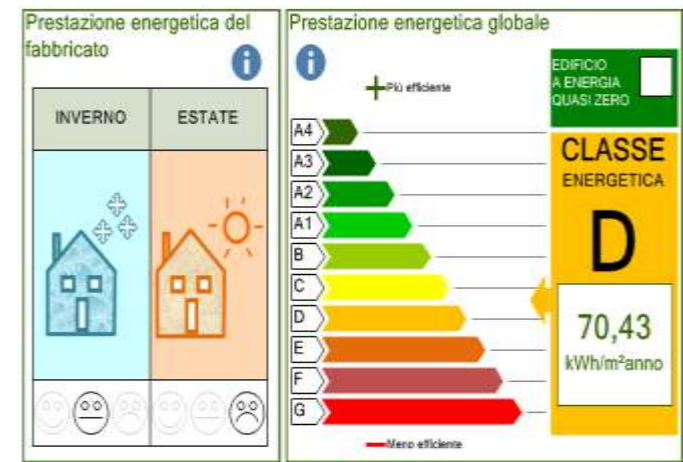 Prestazione energetica del
fabbricato
i
INVERNO
ESTATE
Prestazione energetica globale
i
Più efficiente
A4
A3
A2
A1
B
C
D
E
F
G
Meno efficiente
EDIFICIO
A ENERGIA
QUASI ZERO
CLASSE
ENERGETICA
D
70,43
kWh/m²anno